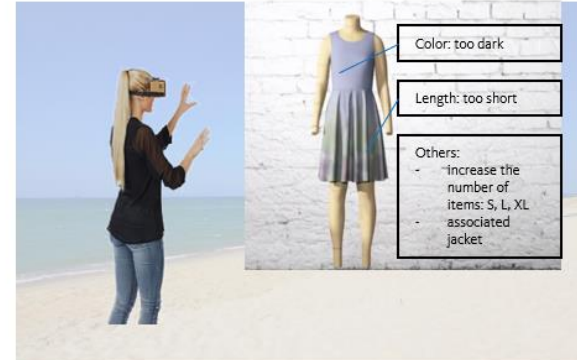 Color: too dark
Length: too short
Others:
- increase the
number of
items: S, L, XL
- associated
jacket